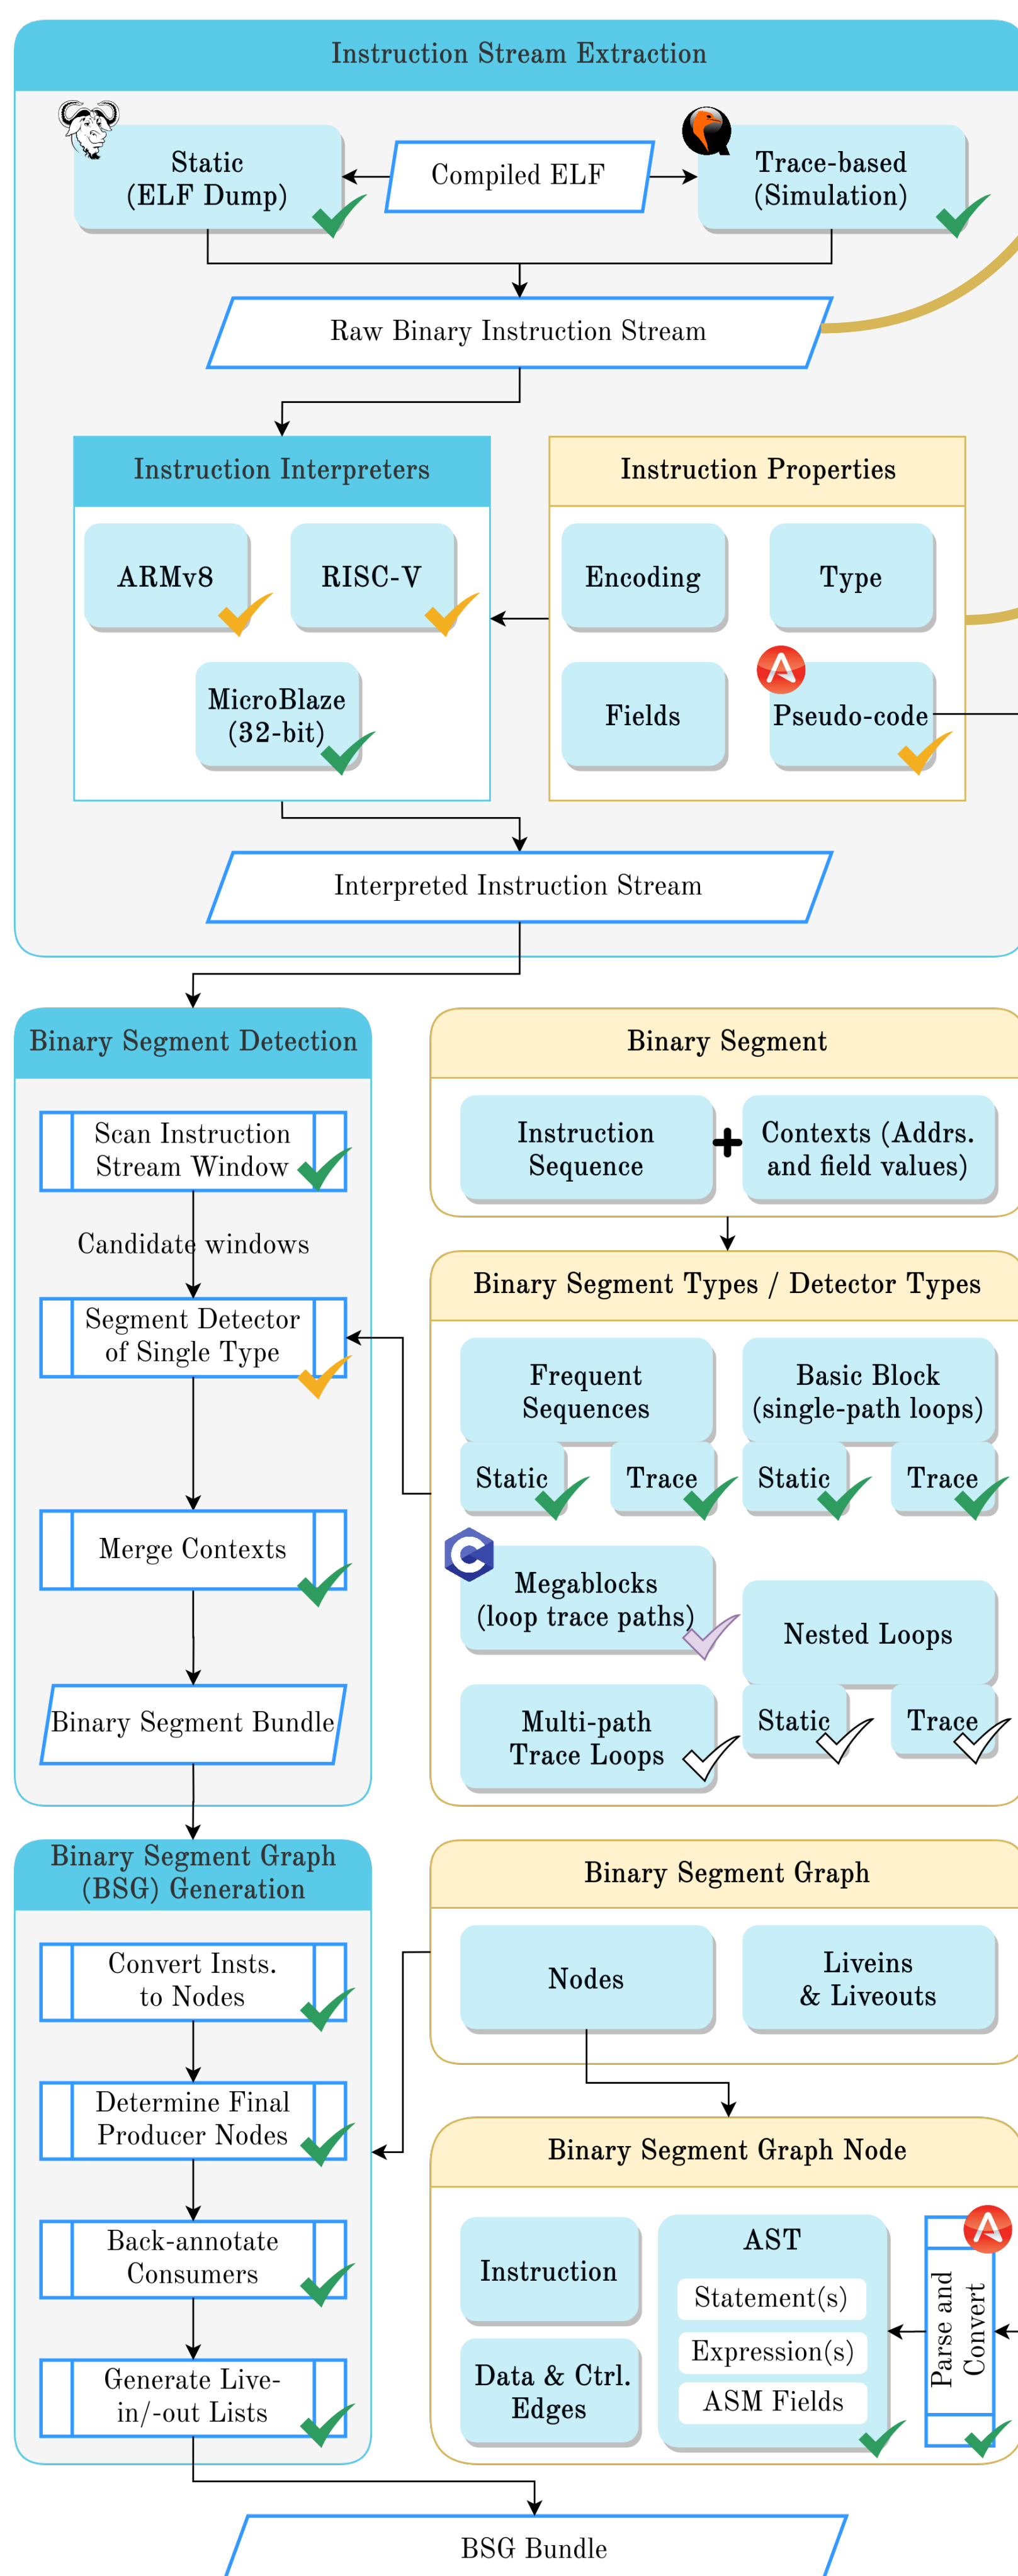 Instruction Stream Extraction
Static
(ELF Dump)
Compiled ELF
Trace-based
(Simulation)
Raw Binary Instruction Stream
Instruction Interpreters
ARMv8
RISC-V
MicroBlaze
(32-bit)
Instruction Properties
Encoding
Type
Fields
Pseudo-code
Interpreted Instruction Stream
Binary Segment Detection
Scan Instruction
Stream Window
Candidate windows
Segment Detector
of Single Type
Merge Contexts
Binary Segment Bundle
Binary Segment
Instruction
Sequence
Contexts (Addrs.
and field values)
Binary Segment Types / Detector Types
Frequent
Sequences
Static
Trace
Basic Block
(single-path loops)
Static
Trace
C
Megablocks
(loop trace paths)
Nested Loops
Static
Trace
Multi-path
Trace Loops
Binary Segment Graph
(BSG) Generation
Convert Insts.
to Nodes
Determine Final
Producer Nodes
Back-annotate
Consumers
Generate Live-
in/-out Lists
Binary Segment Graph
Nodes
Liveins
& Liveouts
Binary Segment Graph Node
Instruction
Data & Ctrl.
Edges
AST
Statement(s)
Expression(s)
ASM Fields
Parse and
Convert
BSG Bundle